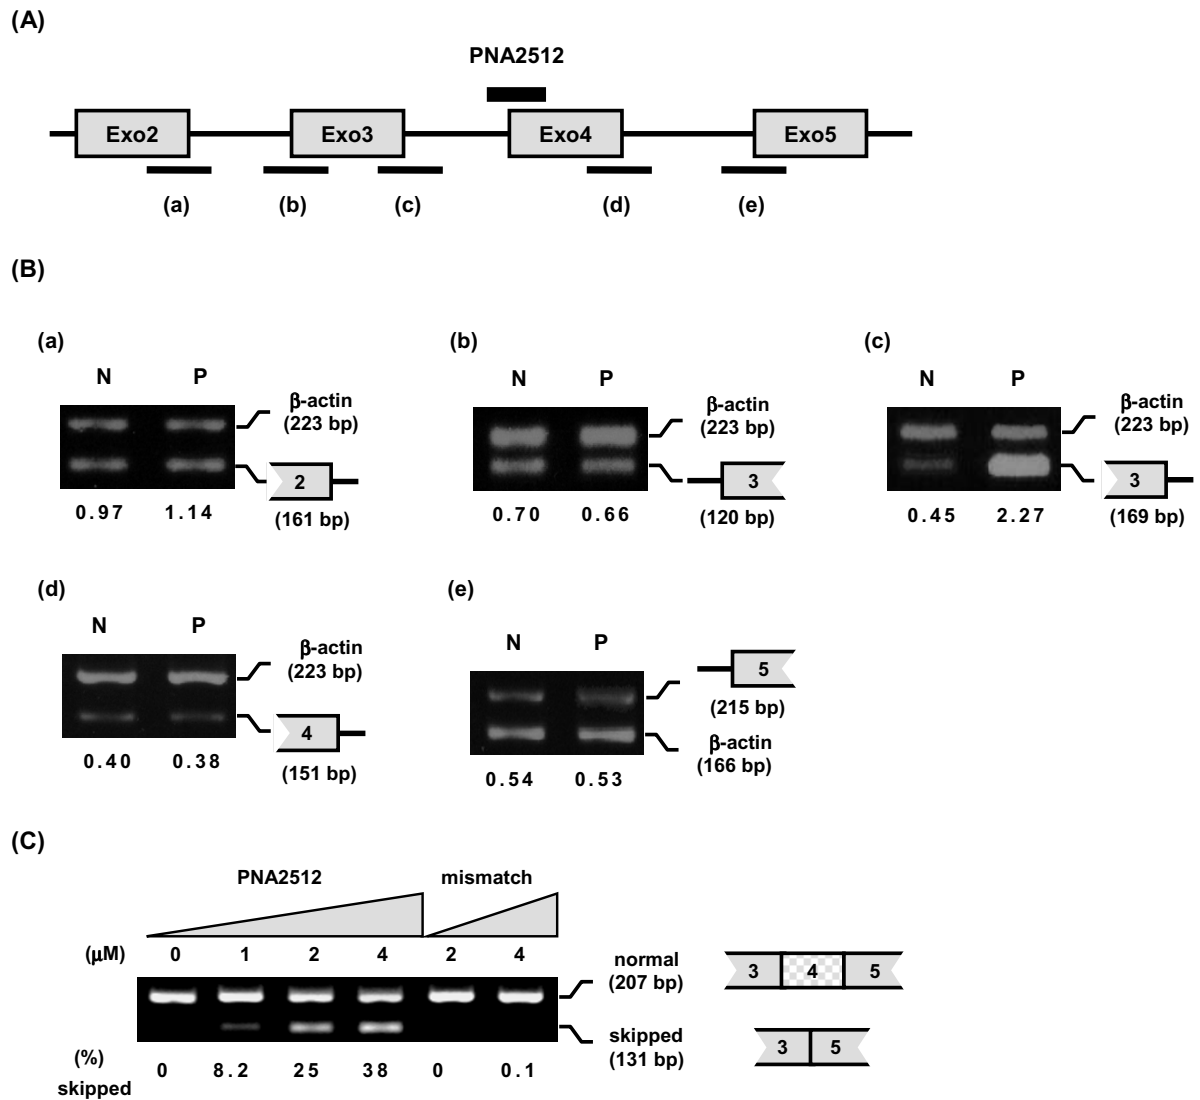 (A)
PNA2512
Exo2 Exo3 Exo4 Exo5
(a) (b) (c) (d) (e)
(B)
(a)
N P
β-actin
(223 bp)
2
(161 bp)
0.97 1.14
(b)
N P
β-actin
(223 bp)
3
(120 bp)
0.70 0.66
(c)
N P
β-actin
(223 bp)
3
(169 bp)
0.45 2.27
(d)
N P
β-actin
(223 bp)
4
(151 bp)
0.40 0.38
(e)
N P
5
(215 bp)
β-actin
(166 bp)
0.54 0.53
(C)
PNA2512 mismatch
(μM) 0 1 2 4 2 4
normal
(207 bp)
3 4 5
skipped
(131 bp)
3 5
(%)
skipped
0 8.2 25 38 0 0.1